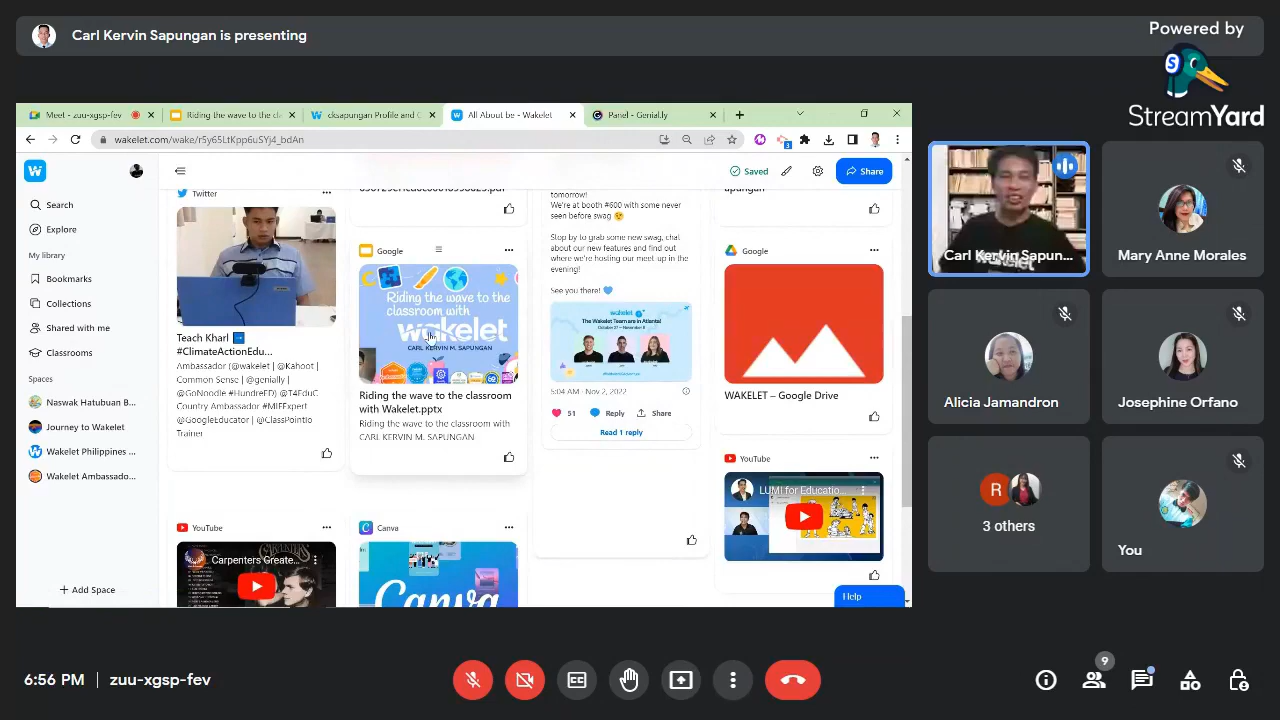 Carl Kervin Sapungan is presenting
Powered by
StreamYard
Meet - zuu-xgsp-fev
Riding the wave to the cl
cksapungan Profile and C
All About be - Wakelet
Panel - Genial.ly
wakelet.com/wake/r5y65LtKpp6uSYj4_bdAn
Saved
Share
Search
Explore
My library
Bookmarks
Collections
Shared with me
Classrooms
Spaces
Naswak Hatubuan B...
Journey to Wakelet
Wakelet Philippines ...
Wakelet Ambassado...
Add Space
Twitter
Teach Kharl
#ClimateActionEdu...
Ambassador (@wakelet | @Kahoot |
Common Sense | @genially |
@GoNoodle #HundrED) @T4EduC
Country Ambassador #MIEExpert
@GoogleEducator | @ClassPointio
Trainer
YouTube
Carpenters Greate...
Google
Riding the wave to the
classroom with
wakelet
CARL KERVIN M. SAPUNGAN
Riding the wave to the classroom
with Wakelet.pptx
Riding the wave to the classroom with
CARL KERVIN M. SAPUNGAN
Canva
Canva
tomorrow!
We're at booth #600 with some never
seen before swag
Stop by to grab some new swag, chat
about our new features and find out
where we're hosting our meet up in the
evening!
See you there!
wakelet
The Wakelet Team are in Atlanta!
5:04 AM · Nov 2, 2022
51
Reply
Share
Read 1 reply
apungan
Google
WAKELET – Google Drive
YouTube
LUMI for Educatio...
Help
Carl Kervin Sapun...
Mary Anne Morales
Alicia Jamandron
Josephine Orfano
R
3 others
You
6:56 PM | zuu-xgsp-fev
9